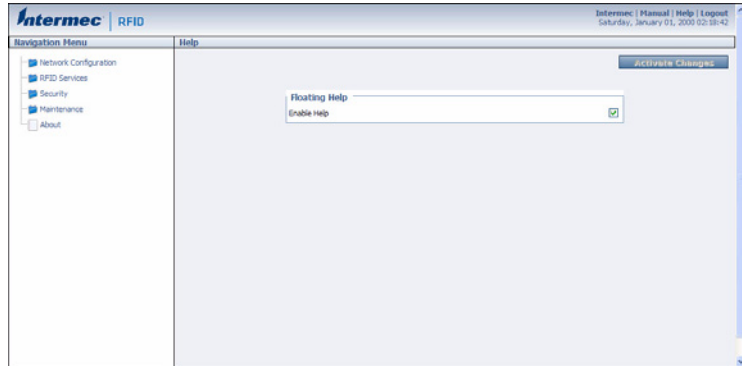 Intermec RFID
Intermec | Manual | Help | Logout
Saturday, January 01, 2000 02:18:42
Navigation Menu
Help
Network Configuration
RFID Services
Security
Maintenance
About
Activate Changes
Floating Help
Enable Help